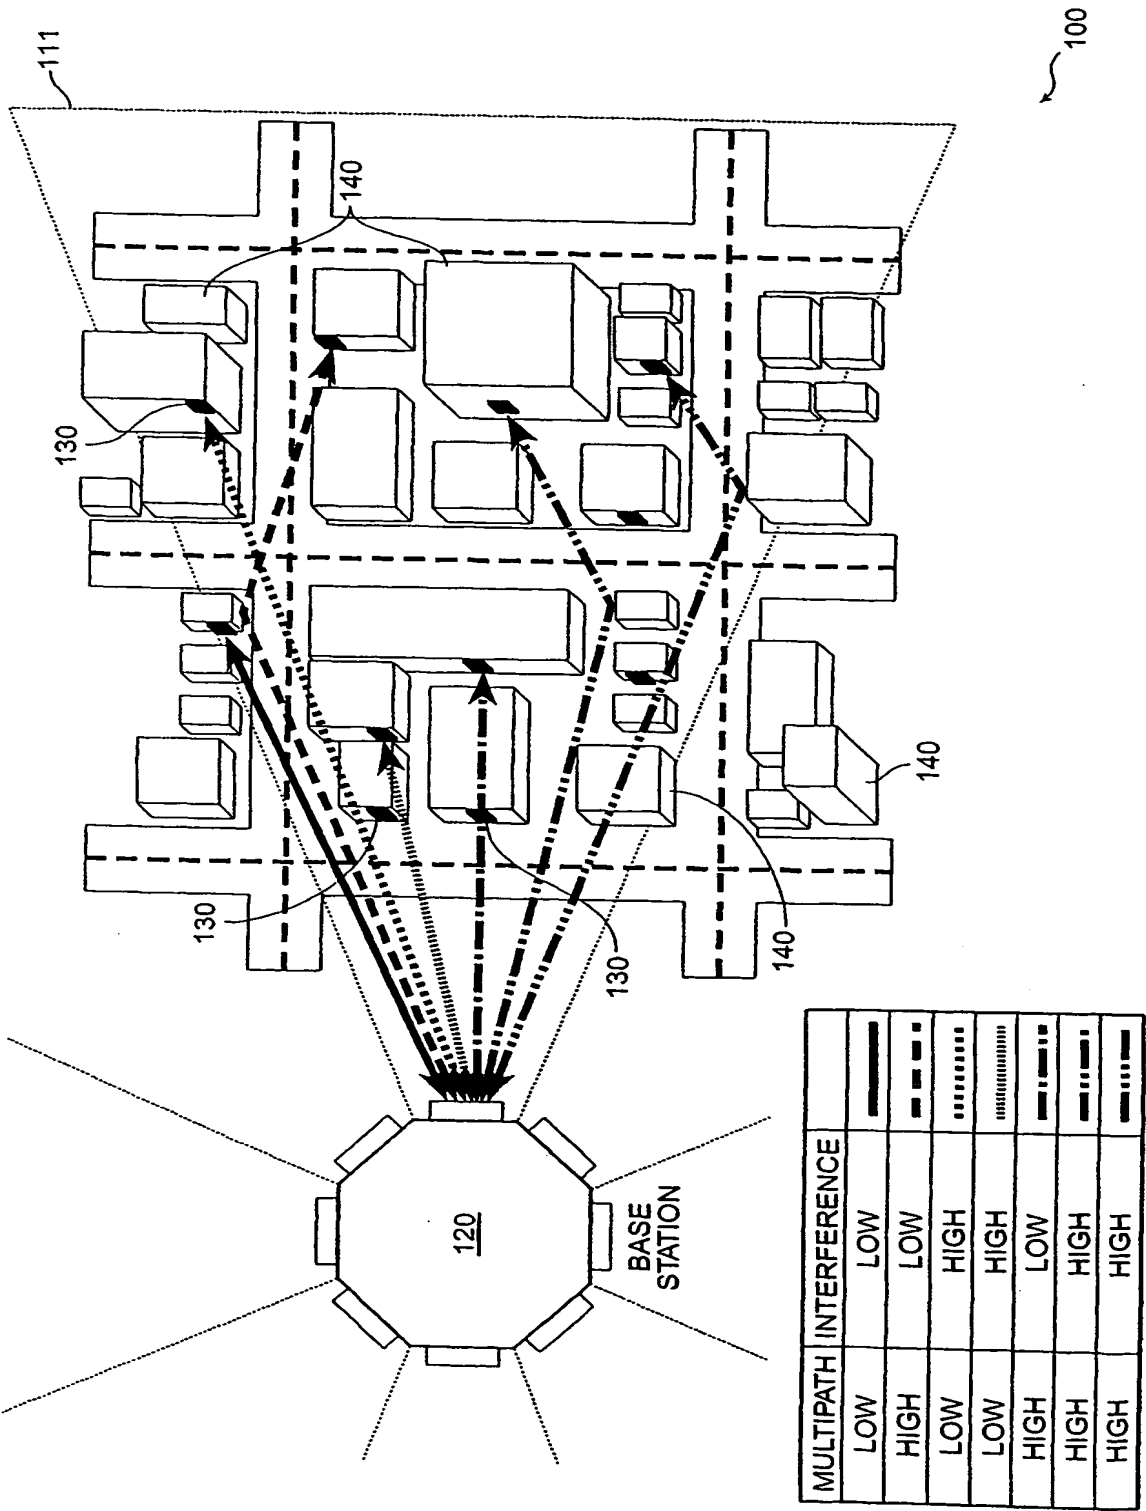 111
130
130
140
120
130
BASE
STATION
140
140
MULTIPATH INTERFERENCE
LOW LOW
HIGH LOW
LOW HIGH
LOW HIGH
HIGH LOW
HIGH HIGH
HIGH HIGH
100